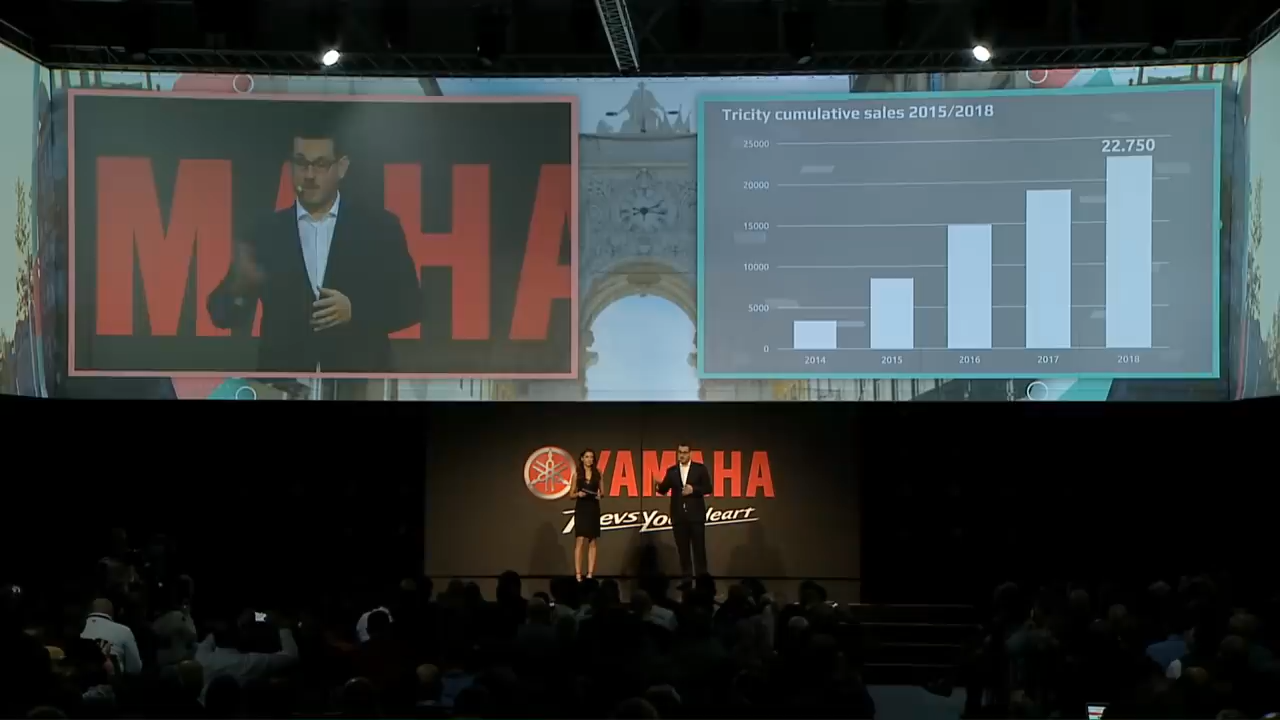 MAHA
Tricity cumulative sales 2015/2018
25000
22.750
20000
15000
10000
5000
0
2014 2015 2016 2017 2018
YAMAHA
Revs Your Heart